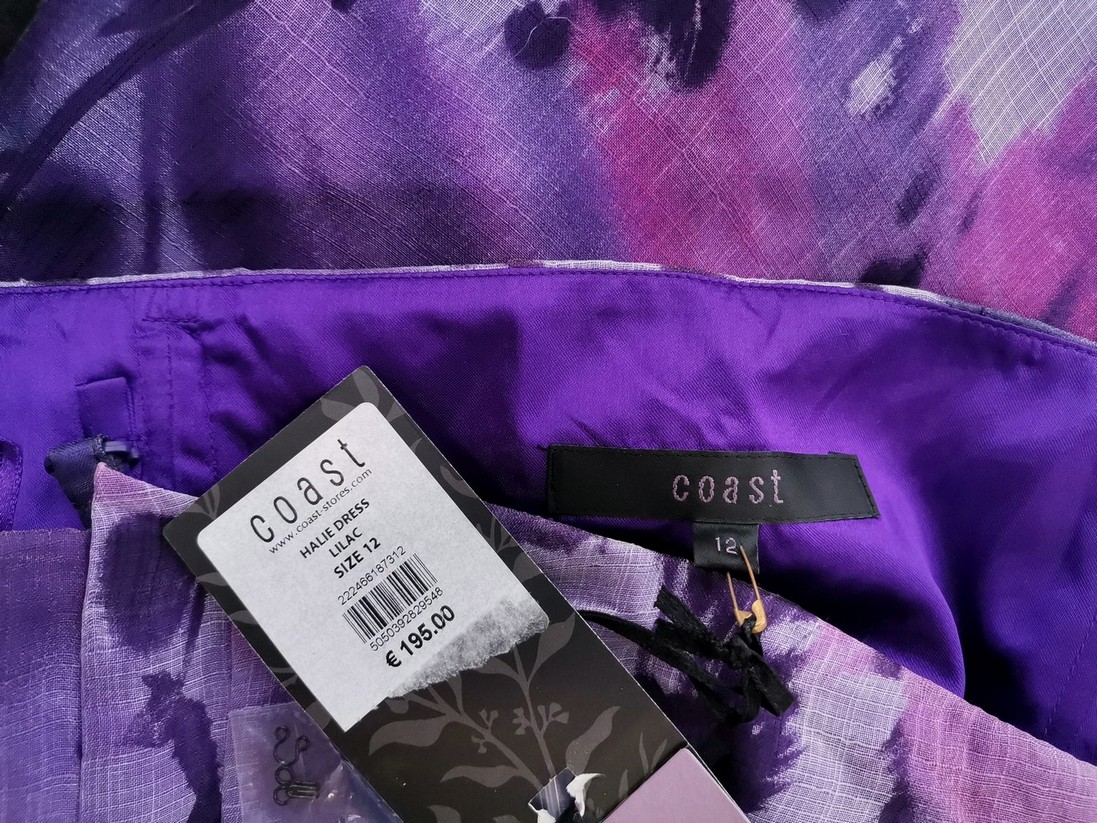 coast
www.coast-stores.com
HALIE DRESS
LILAC
SIZE 12
222466187312
5050392829548
€ 195.00
coast
12